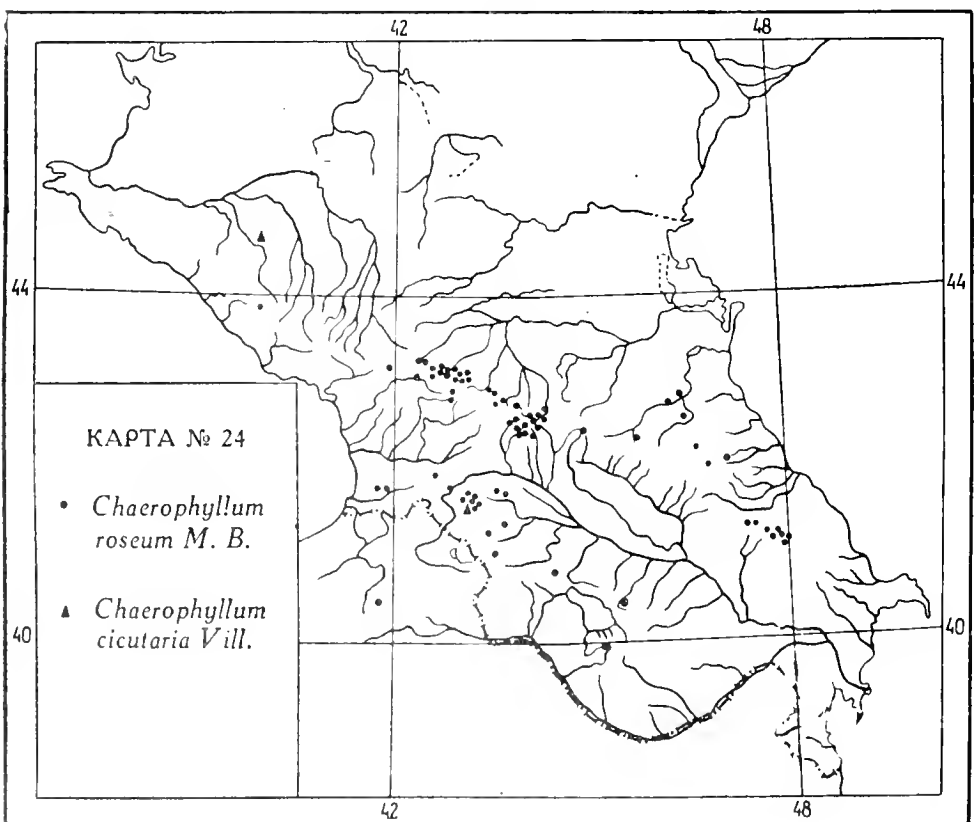 42 48
44 44
КАРТА № 24
Chaerophyllum
roseum M. B.
Chaerophyllum
cicutaria Vill.
40 40
42 48